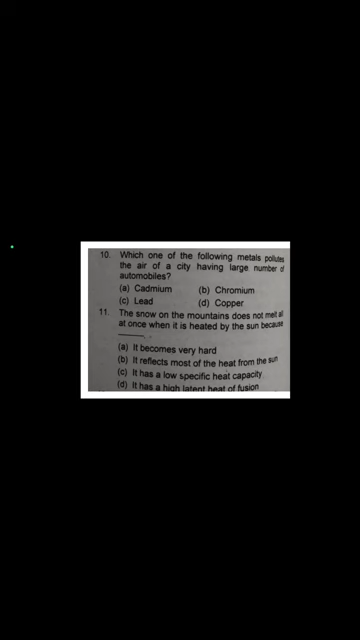 10. Which one of the following metals pollutes
the air of a city having large number of
automobiles?
(a) Cadmium (b) Chromium
(c) Lead (d) Copper
11. The snow on the mountains does not melt all
at once when it is heated by the sun because
______ .
(a) It becomes very hard
(b) It reflects most of the heat from the sun
(c) It has a low specific heat capacity.
(d) It has a high latent heat of fusion